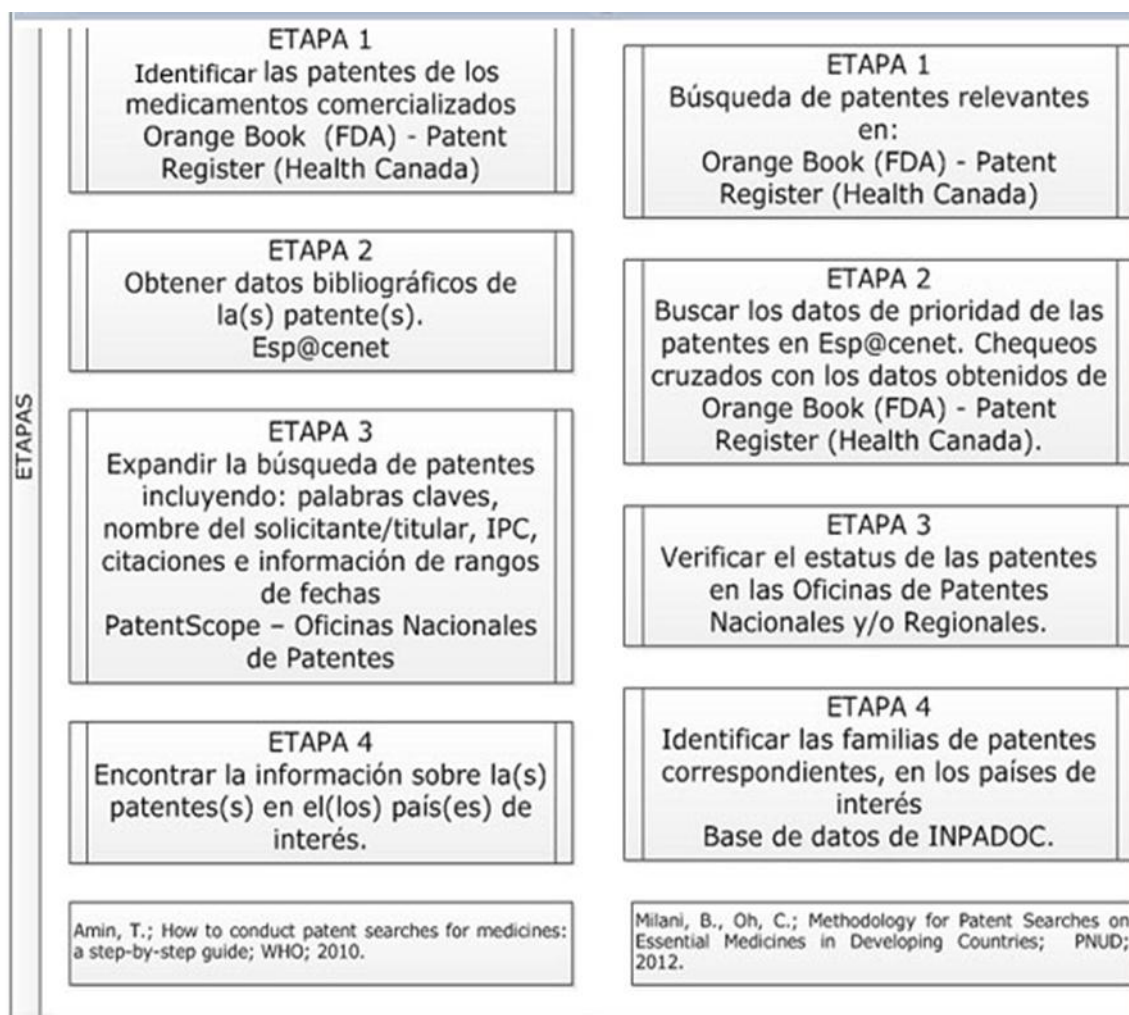 ETAPAS
ETAPA 1
Identificar las patentes de los
medicamentos comercializados
Orange Book (FDA) - Patent
Register (Health Canada)
ETAPA 2
Obtener datos bibliográficos de
la(s) patente(s).
Esp@cenet
ETAPA 3
Expandir la búsqueda de patentes
incluyendo: palabras claves,
nombre del solicitante/titular, IPC,
citaciones e información de rangos
de fechas
PatentScope – Oficinas Nacionales
de Patentes
ETAPA 4
Encontrar la información sobre la(s)
patentes(s) en el(los) país(es) de
interés.
Amin, T.; How to conduct patent searches for medicines:
a step-by-step guide; WHO; 2010.
ETAPA 1
Búsqueda de patentes relevantes
en:
Orange Book (FDA) - Patent
Register (Health Canada)
ETAPA 2
Buscar los datos de prioridad de las
patentes en Esp@cenet. Chequeos
cruzados con los datos obtenidos de
Orange Book (FDA) - Patent
Register (Health Canada).
ETAPA 3
Verificar el estatus de las patentes
en las Oficinas de Patentes
Nacionales y/o Regionales.
ETAPA 4
Identificar las familias de patentes
correspondientes, en los países de
interés
Base de datos de INPADOC.
Milani, B., Oh, C.; Methodology for Patent Searches on
Essential Medicines in Developing Countries; PNUD;
2012.